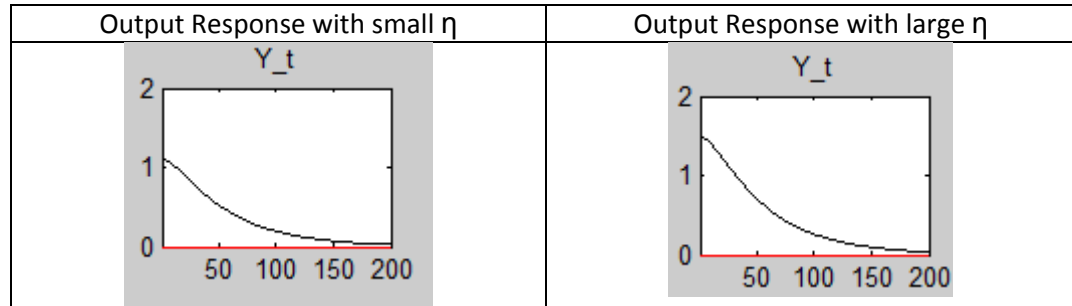 Output Response with small η
Output Response with large η
Y_t
2
1
0
50 100 150 200
Y_t
2
1
0
50 100 150 200